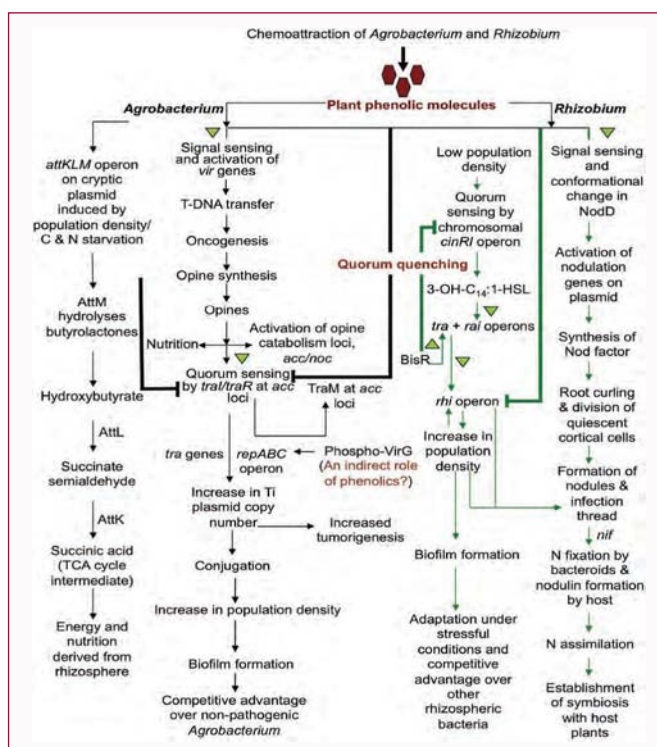 Chemoattraction of Agrobacterium and Rhizobium
Plant phenolic molecules
Agrobacterium
Rhizobium
attKLM operon
on cryptic
plasmid
induced by
population density/
C & N starvation
AttM
hydrolyses
butyrolactones
Hydroxybutyrate
AttL
Succinate
semialdehyde
AttK
Succinic acid
(TCA cycle
intermediate)
Energy and
nutrition
derived from
rhizosphere
Signal sensing
and activation of
vir genes
T-DNA transfer
Oncogenesis
Opine synthesis
Opines
Nutrition
Activation of opine
catabolism loci,
acc/noc
Quorum sensing
by traI/traR at acc
loci
TraM at acc
loci
tra genes
repABC
operon
Phospho-VirG
(An indirect role
of phenolics?)
Increase in Ti
plasmid copy
number
Increased
tumorigenesis
Conjugation
Increase in population density
Biofilm formation
Competitive advantage
over non-pathogenic
Agrobacterium
Quorum quenching
Low population
density
Quorum
sensing by
chromosomal
cinRI operon
3-OH-C14:1-HSL
tra + rai operons
BisR
rhi operon
Increase in
population
density
Biofilm formation
Adaptation under
stressful
conditions and
competitive
advantage over
other
rhizospheric
bacteria
Signal sensing
and
conformational
change in
NodD
Activation of
nodulation
genes on
plasmid
Synthesis of
Nod factor
Root curling
& division of
quiescent
cortical cells
Formation of
nodules &
infection
thread
nif
N fixation by
bacteroids &
nodulin formation
by host
N assimilation
Establishment
of symbiosis
with host
plants